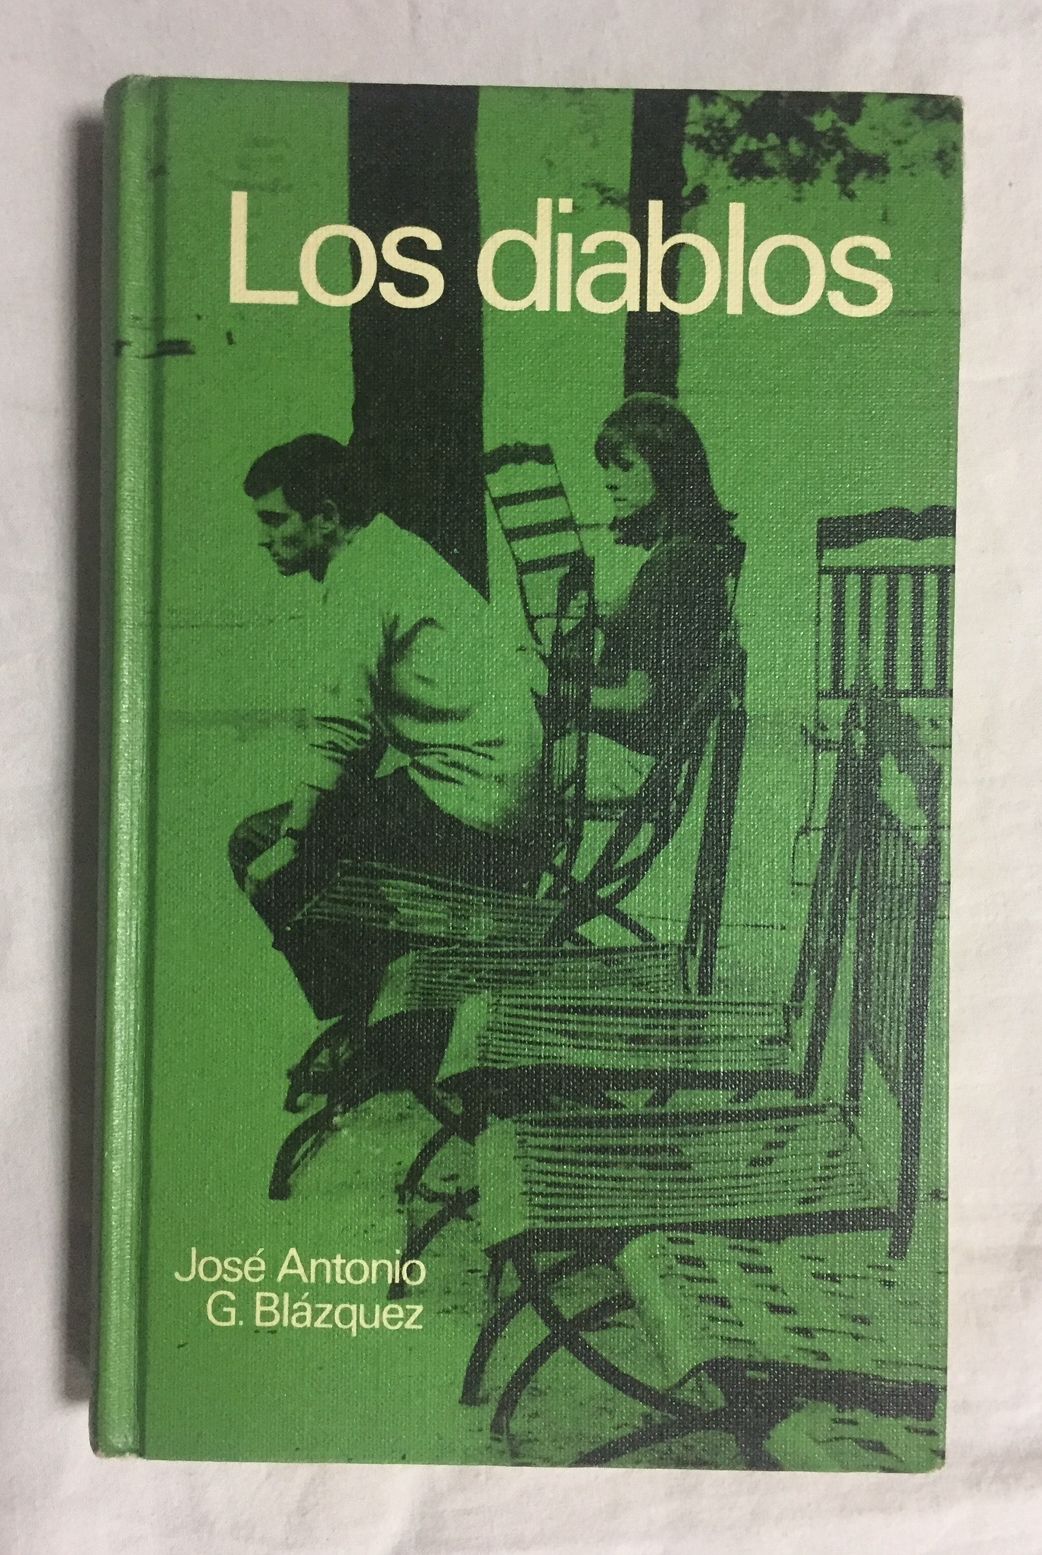 Los diablos
José Antonio
G. Blázquez